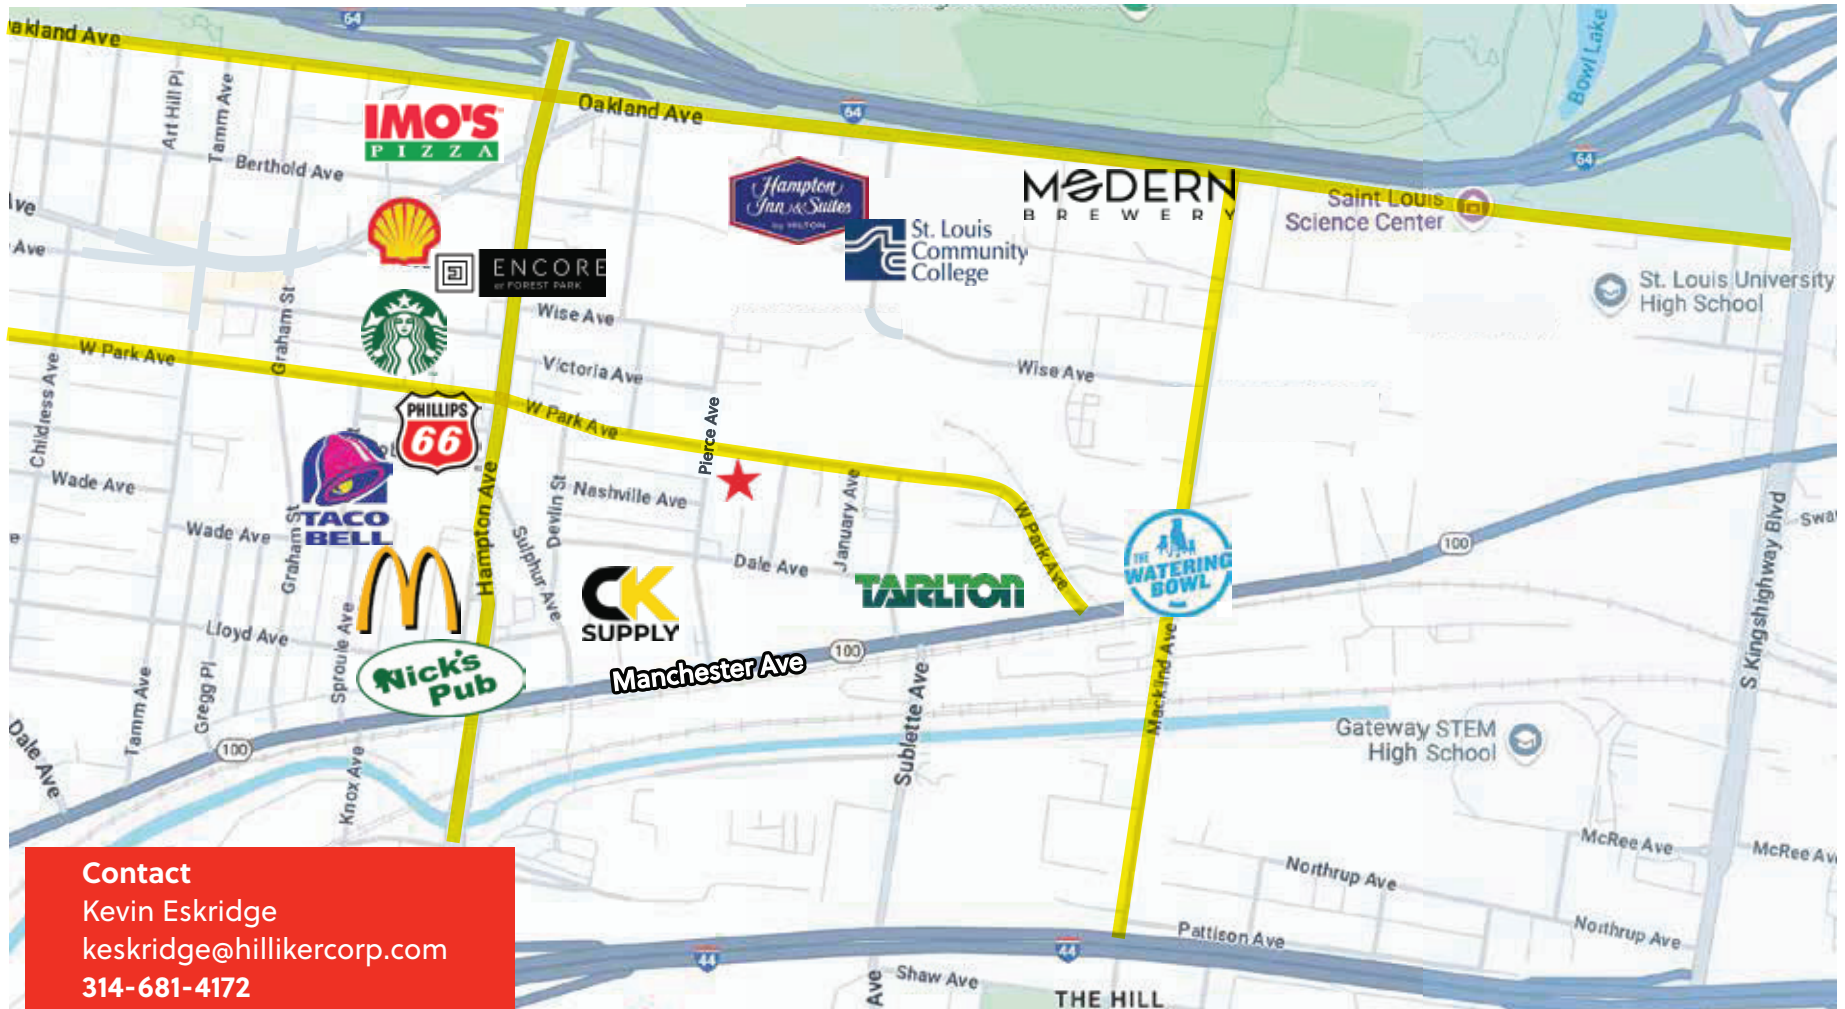 64
akland Ave
Art Hill Pl
Tamm Ave
Berthold Ave
IMO'S
PIZZA
Oakland Ave
64
Bowl Lake
64
Hampton
Inn & Suites
by HILTON
St. Louis
Community
College
MODERN
BREWERY
Saint Louis
Science Center
St. Louis University
High School
Ave
Ave
ENCORE
at FOREST PARK
Graham St
Wise Ave
Victoria Ave
Wise Ave
W Park Ave
W Park Ave
Childress Ave
PHILLIPS
66
Pierce Ave
Wade Ave
Wade Ave
Graham St
TACO
BELL
Hampton Ave
Devlin St
Nashville Ave
Sulphur Ave
Dale Ave
January Ave
W Park Ave
THE
WATERING
BOWL
100
Swan
S Kingshighway Blvd
CK
SUPPLY
TARLTON
Lloyd Ave
Sproule Ave
Nick's
Pub
Manchester Ave
100
Tamm Ave
Gregg Pl
100
Dale Ave
Knox Ave
Sublette Ave
Macklind Ave
Gateway STEM
High School
McRee Ave
McRee Av
Northrup Ave
Northrup Ave
Pattison Ave
44
44
Ave
Shaw Ave
THE HILL
Contact
Kevin Eskridge
keskridge@hillikercorp.com
314-681-4172